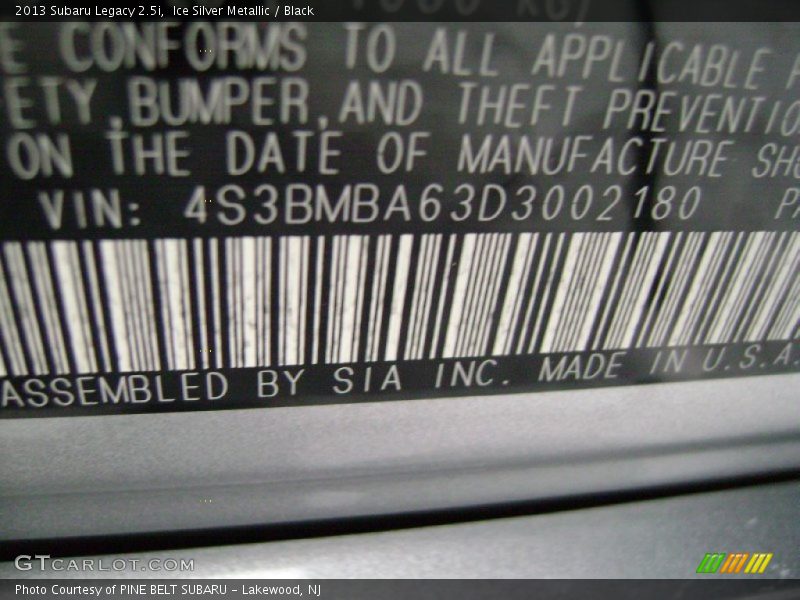 2013 Subaru Legacy 2.5i,  Ice Silver Metallic / Black
CONFORMS TO ALL APPLICABLE
ETY, BUMPER, AND THEFT PREVENTIO
ON THE DATE OF MANUFACTURE SH
VIN: 4S3BMBA63D3002180
ASSEMBLED BY SIA INC. MADE IN U.S.A.
GTCARLOT.COM
Photo Courtesy of PINE BELT SUBARU - Lakewood, NJ